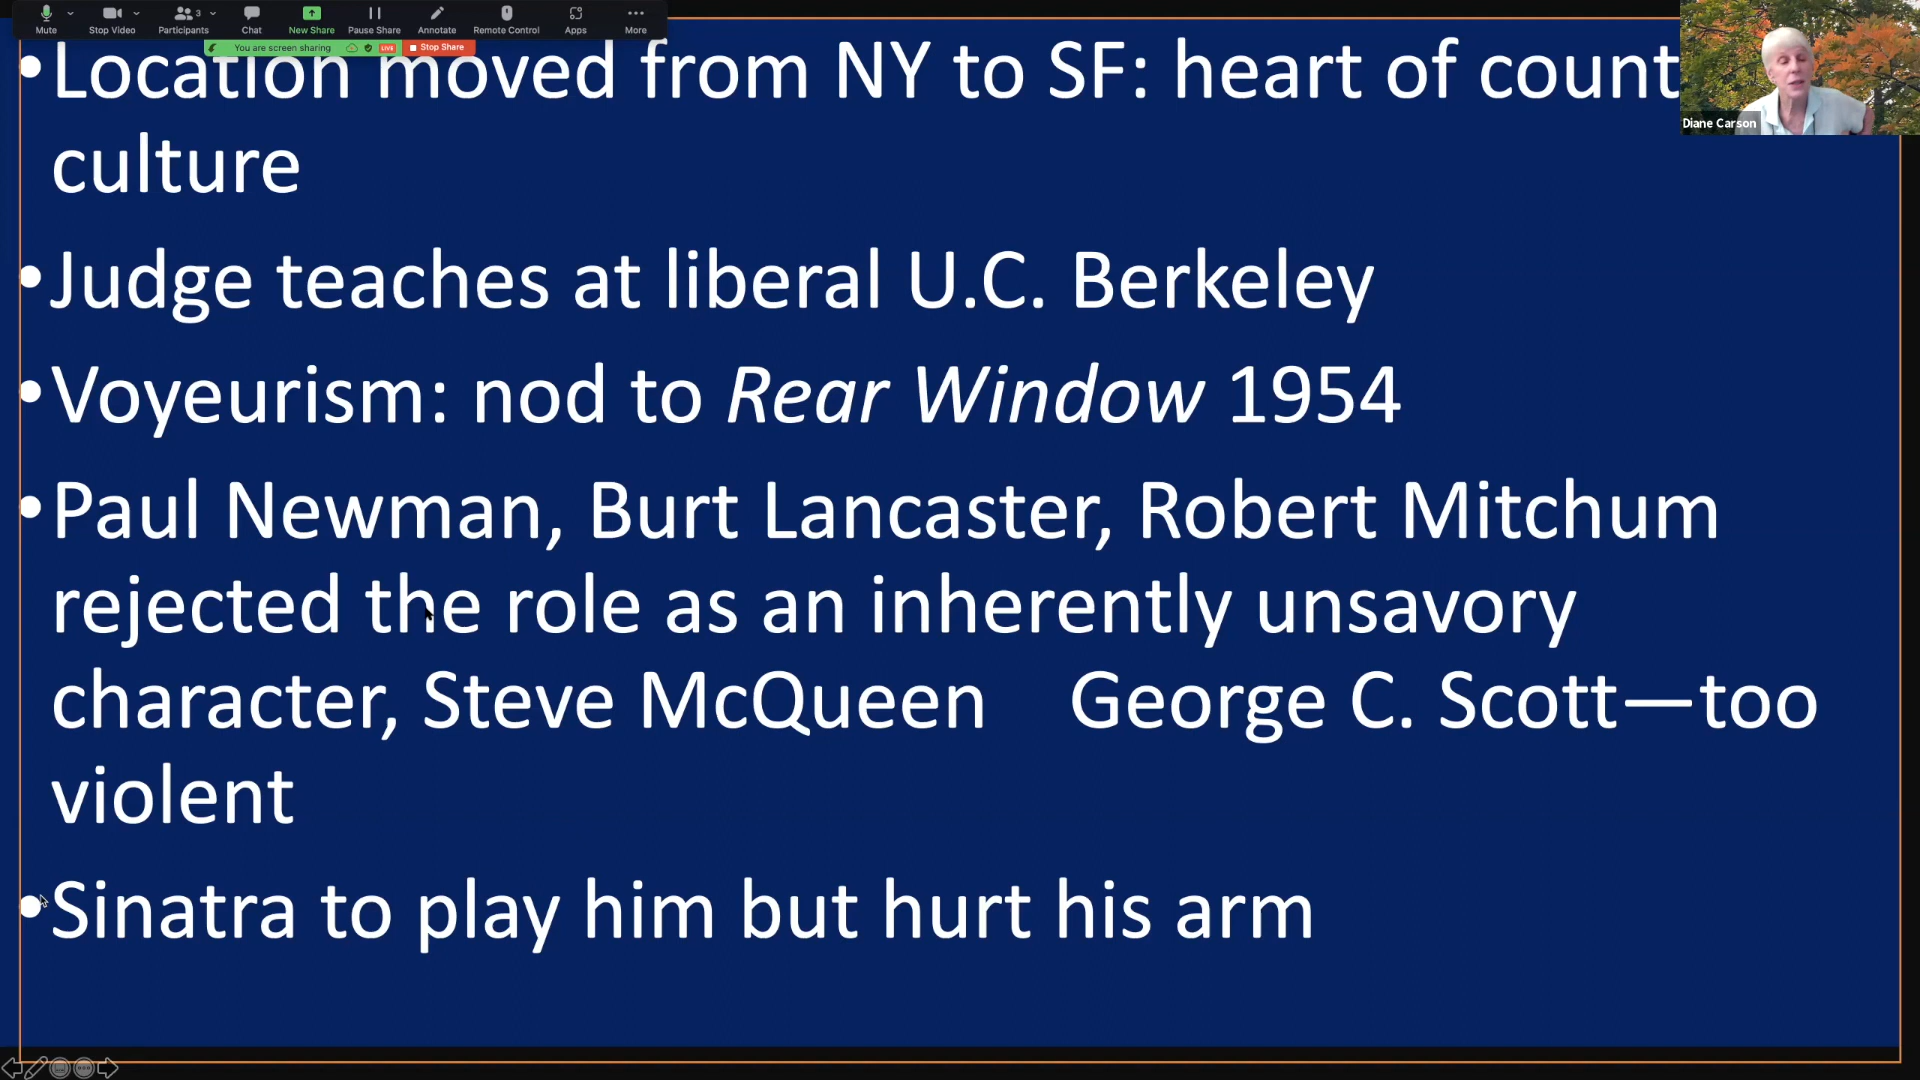 Mute Stop Video Participants 3 Chat New Share Pause Share Annotate Remote Control Apps More
You are screen sharing LIVE Stop Share
•Location moved from NY to SF: heart of count
culture
Diane Carson
•Judge teaches at liberal U.C. Berkeley
•Voyeurism: nod to Rear Window 1954
•Paul Newman, Burt Lancaster, Robert Mitchum
rejected the role as an inherently unsavory
character, Steve McQueen George C. Scott—too
violent
•Sinatra to play him but hurt his arm